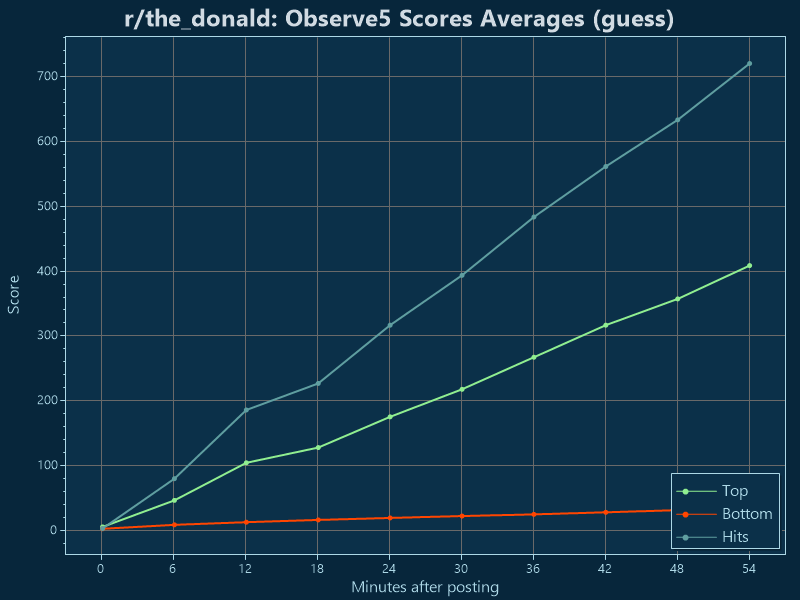 r/the_donald: Observe5 Scores Averages (guess)
700
600
500
400
300
200
100
0
Score
0 6 12 18 24 30 36 42 48 54
Minutes after posting
Top
Bottom
Hits